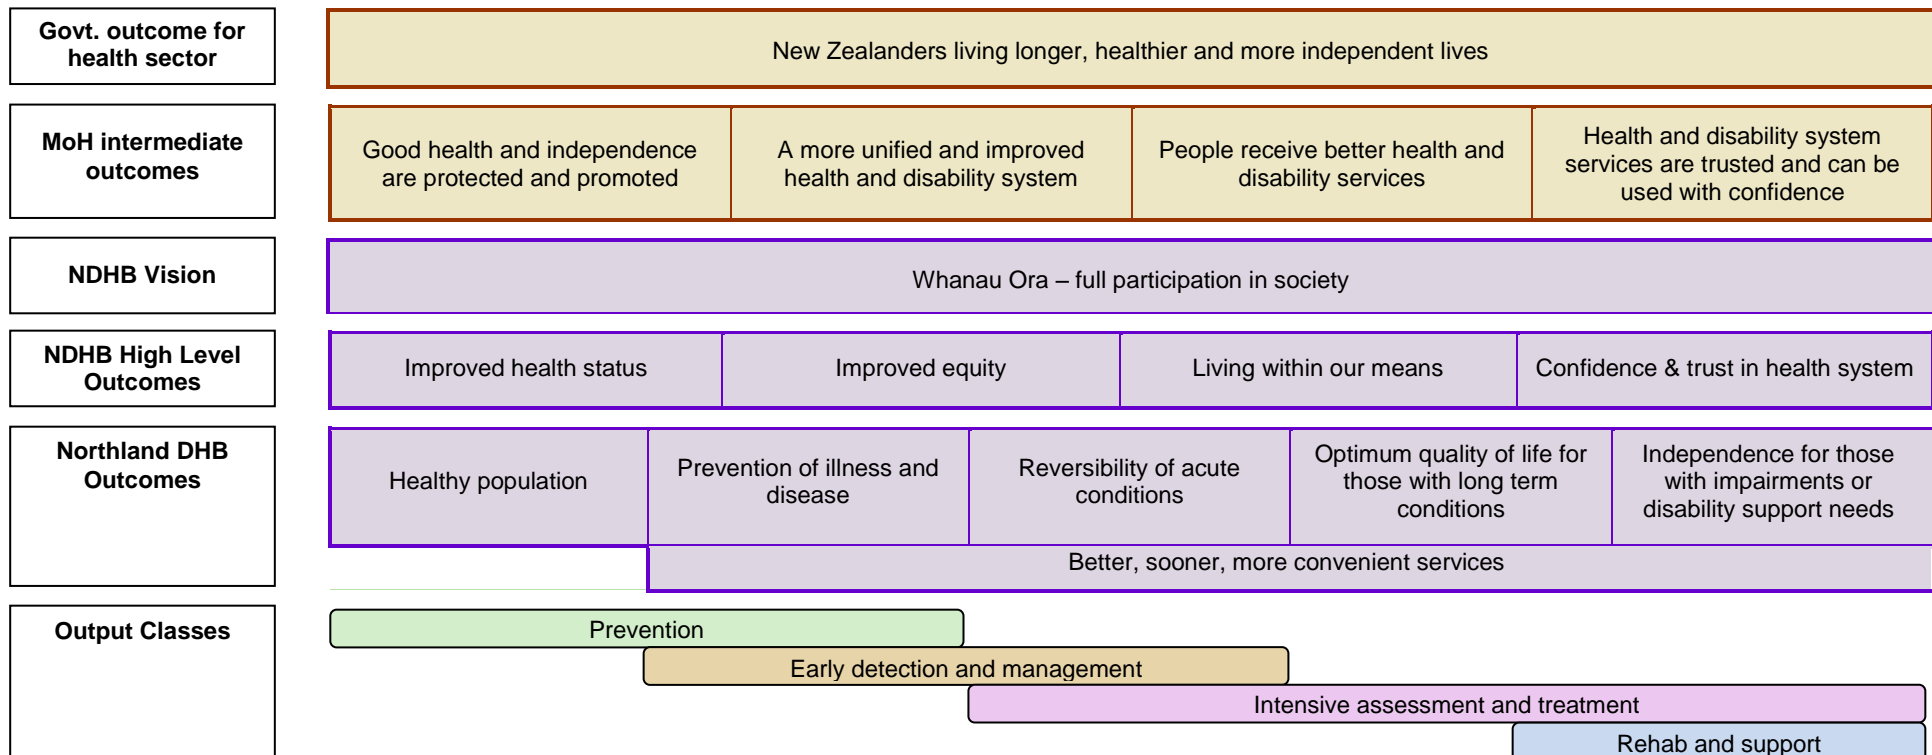 Govt. outcome for
health sector
New Zealanders living longer, healthier and more independent lives
MoH intermediate
outcomes
Good health and independence
are protected and promoted
A more unified and improved
health and disability system
People receive better health and
disability services
Health and disability system
services are trusted and can be
used with confidence
NDHB Vision
Whanau Ora – full participation in society
NDHB High Level
Outcomes
Improved health status
Improved equity
Living within our means
Confidence & trust in health system
Northland DHB
Outcomes
Healthy population
Prevention of illness and
disease
Reversibility of acute
conditions
Optimum quality of life for
those with long term
conditions
Independence for those
with impairments or
disability support needs
Better, sooner, more convenient services
Output Classes
Prevention
Early detection and management
Intensive assessment and treatment
Rehab and support